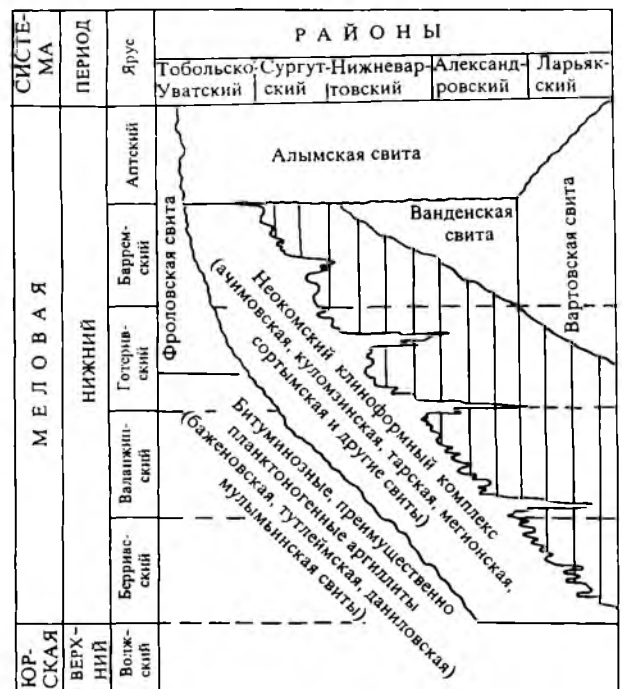 СИСТЕ-
МА
ПЕРИОД
Ярус
РАЙОНЫ
Тобольско-
Уватский
Сургут-
ский
Нижневар-
товский
Александ-
ровский
Ларьяк-
ский
МЕЛОВАЯ
НИЖНИЙ
Аптский
Баррем-
ский
Готерив-
ский
Валанжин-
ский
Берриас-
ский
ЮР-
СКАЯ
ВЕРХ-
НИЙ
Волж-
ский
Алымская свита
Фроловская свита
Ванденская
свита
Вартовская свита
Неокомский клиноформный комплекс
(ачимовская, куломзинская, тарская, мегионская,
сортымская и другие свиты)
Битуминозные, преимущественно
планктоногенные аргиллиты
(баженовская, тутлеймская, даниловская)
мулымьинская свиты)